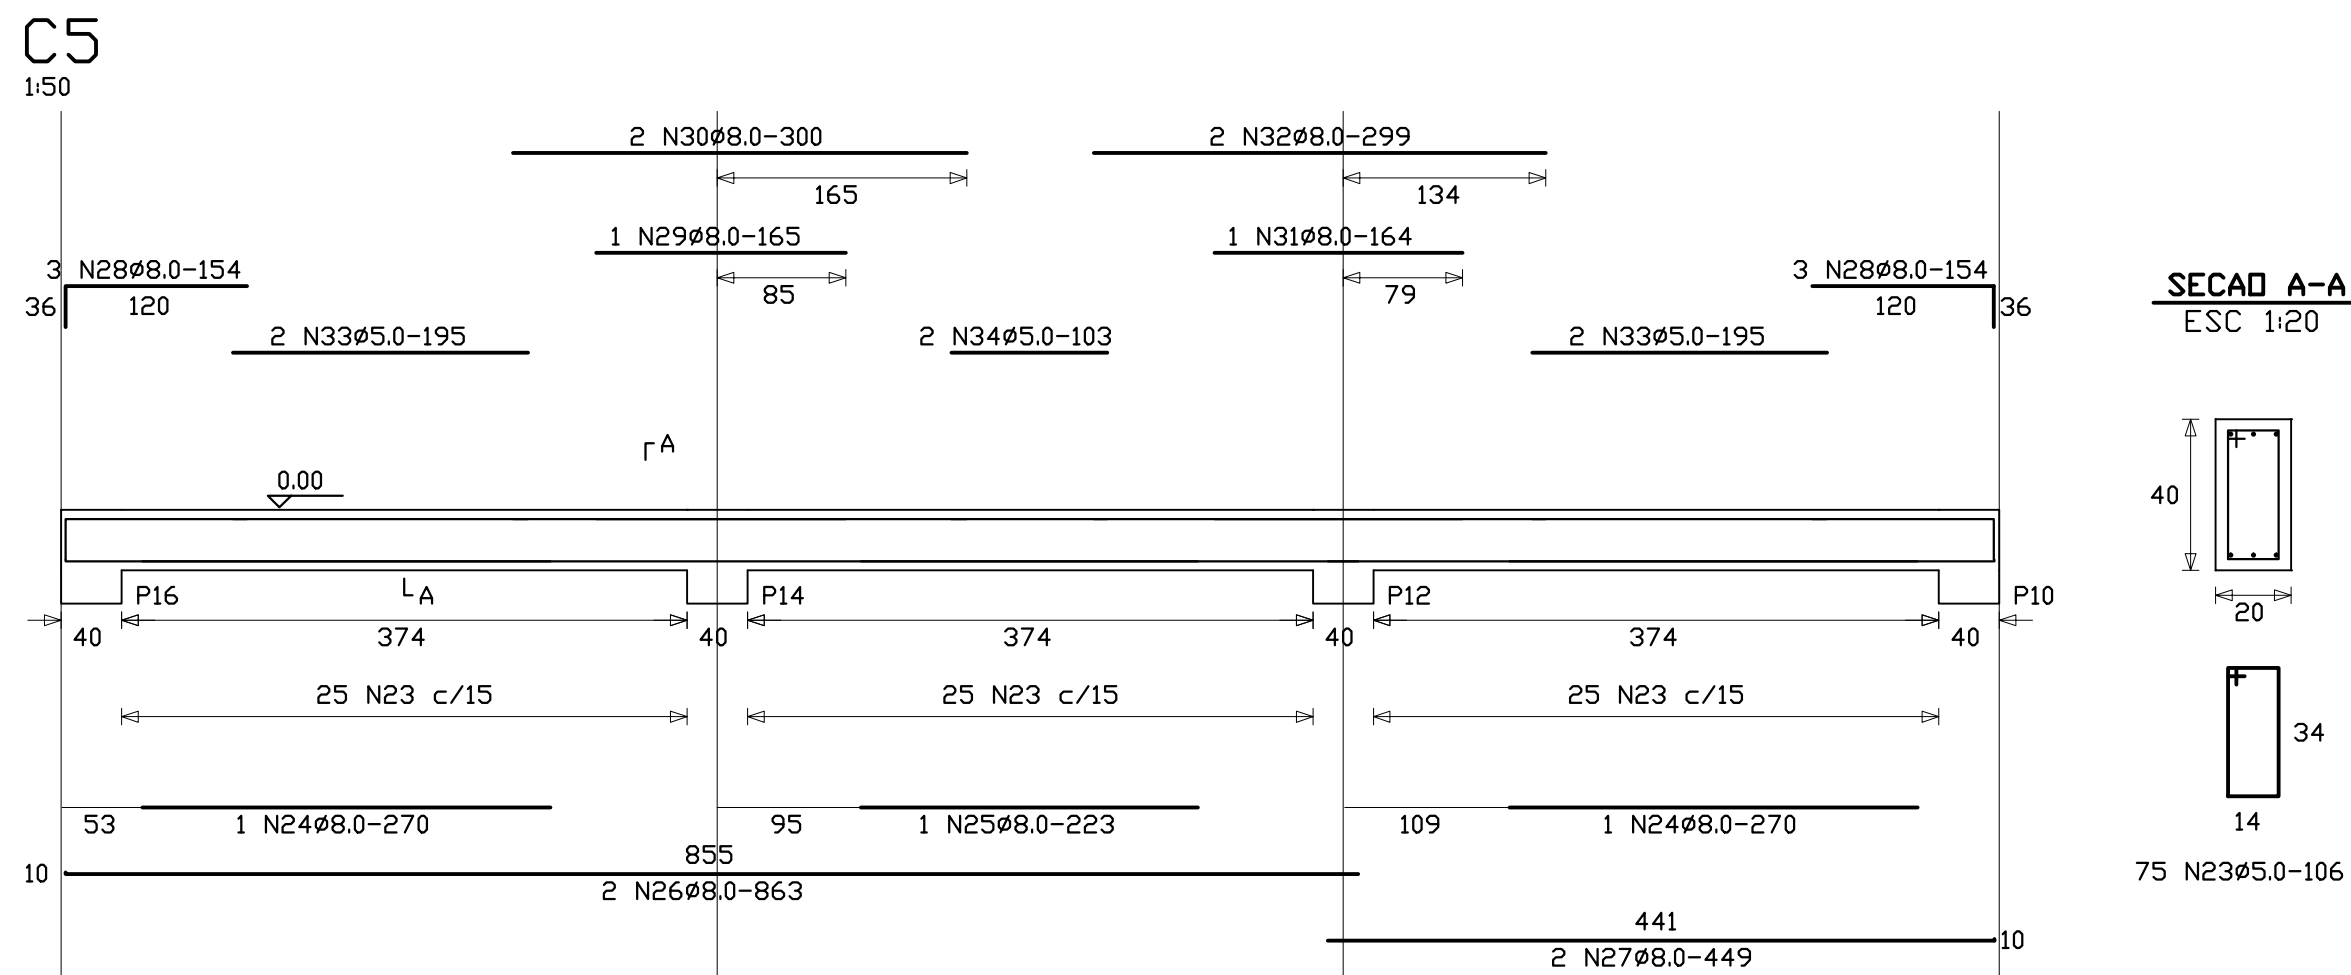 C5
1:50
2 N30ø8.0-300
2 N32ø8.0-299
165
134
1 N29ø8.0-165
1 N31ø8.0-164
3 N28ø8.0-154
3 N28ø8.0-154
SECAO A-A
85
79
36
120
120
36
ESC 1:20
2 N33ø5.0-195
2 N34ø5.0-103
2 N33ø5.0-195
A
0.00
40
P16
A
P14
P12
P10
20
40
374
40
374
40
374
40
25 N23 c/15
25 N23 c/15
25 N23 c/15
34
53
1 N24ø8.0-270
95
1 N25ø8.0-223
109
1 N24ø8.0-270
14
855
10
2 N26ø8.0-863
75 N23ø5.0-106
441
10
2 N27ø8.0-449